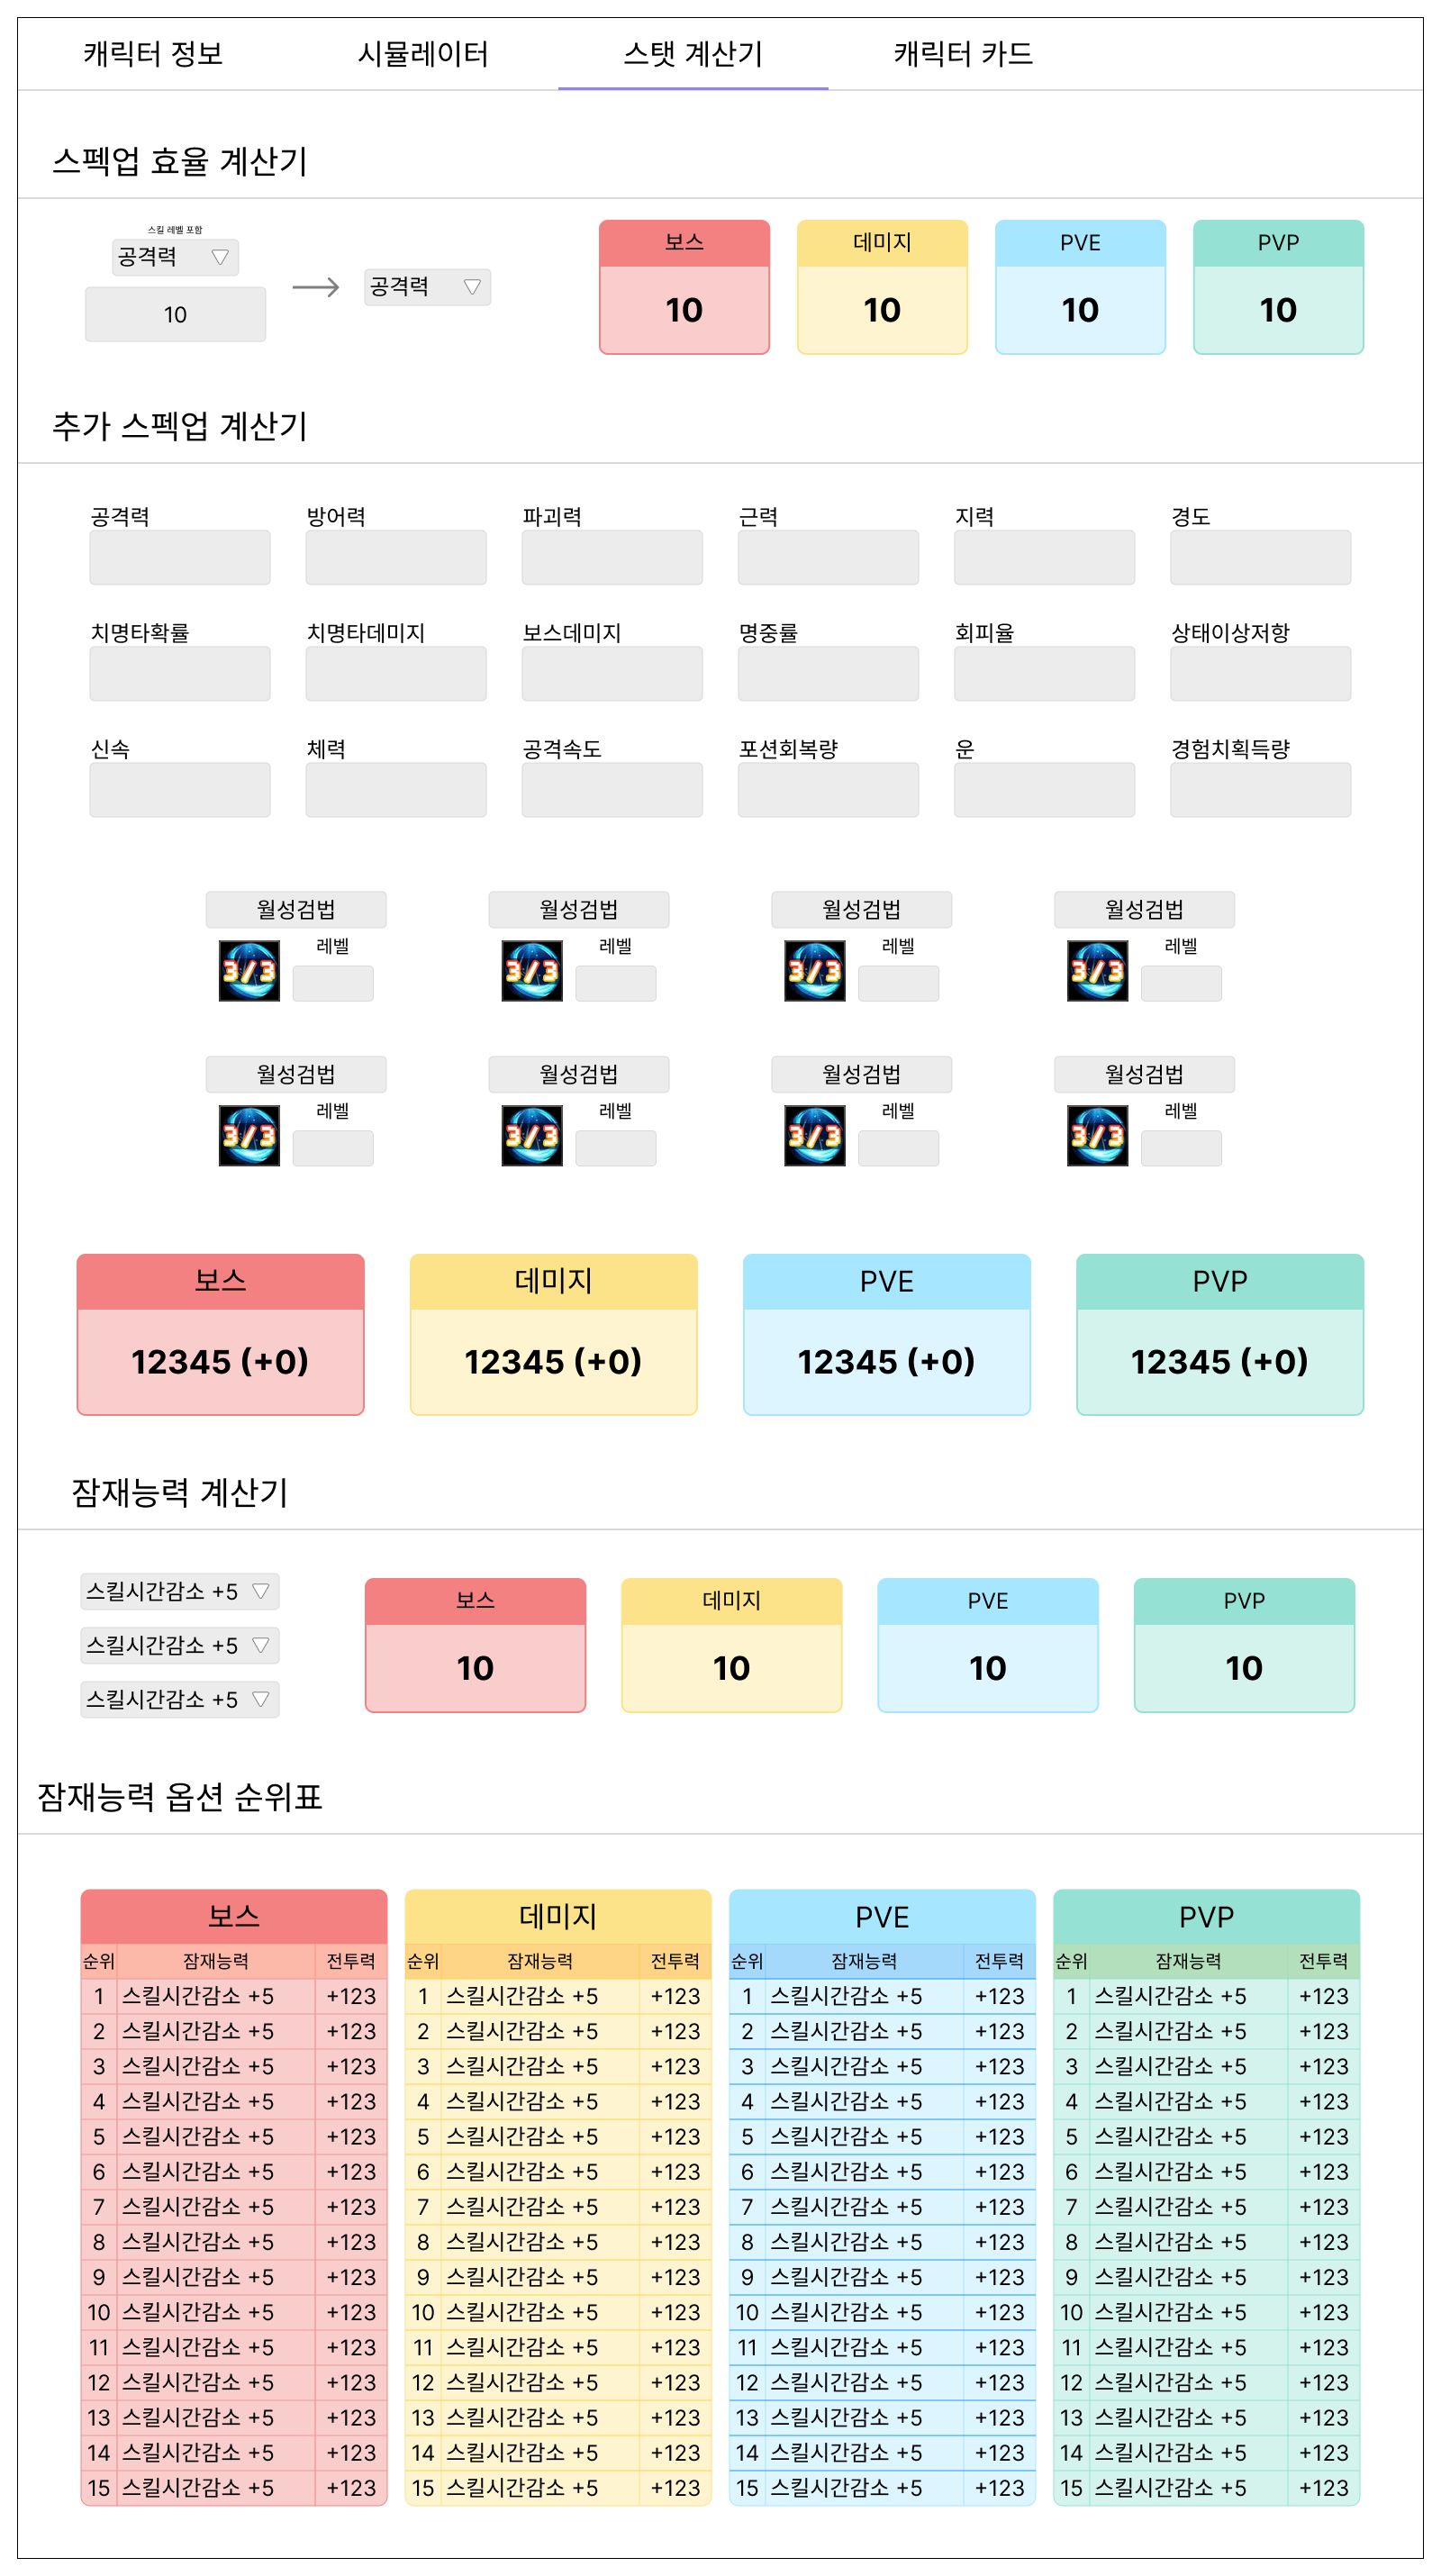 캐릭터 정보 시뮬레이터 스탯 계산기 캐릭터 카드
스펙업 효율 계산기
스킬 레벨 포함
공격력
10
공격력
보스 데미지 PVE PVP
10 10 10 10
추가 스펙업 계산기
공격력 방어력 파괴력 근력 지력 경도
치명타확률 치명타데미지 보스데미지 명중률 회피율 상태이상저항
신속 체력 공격속도 포션회복량 운 경험치획득량
월성검법 월성검법 월성검법 월성검법
레벨 레벨 레벨 레벨
3/3 3/3 3/3 3/3
월성검법 월성검법 월성검법 월성검법
레벨 레벨 레벨 레벨
3/3 3/3 3/3 3/3
보스 데미지 PVE PVP
12345 (+0) 12345 (+0) 12345 (+0) 12345 (+0)
잠재능력 계산기
스킬시간감소 +5
스킬시간감소 +5
스킬시간감소 +5
보스 데미지 PVE PVP
10 10 10 10
잠재능력 옵션 순위표
보스 데미지 PVE PVP
순위 잠재능력 전투력 순위 잠재능력 전투력 순위 잠재능력 전투력 순위 잠재능력 전투력
1 스킬시간감소 +5 +123 1 스킬시간감소 +5 +123 1 스킬시간감소 +5 +123 1 스킬시간감소 +5 +123
2 스킬시간감소 +5 +123 2 스킬시간감소 +5 +123 2 스킬시간감소 +5 +123 2 스킬시간감소 +5 +123
3 스킬시간감소 +5 +123 3 스킬시간감소 +5 +123 3 스킬시간감소 +5 +123 3 스킬시간감소 +5 +123
4 스킬시간감소 +5 +123 4 스킬시간감소 +5 +123 4 스킬시간감소 +5 +123 4 스킬시간감소 +5 +123
5 스킬시간감소 +5 +123 5 스킬시간감소 +5 +123 5 스킬시간감소 +5 +123 5 스킬시간감소 +5 +123
6 스킬시간감소 +5 +123 6 스킬시간감소 +5 +123 6 스킬시간감소 +5 +123 6 스킬시간감소 +5 +123
7 스킬시간감소 +5 +123 7 스킬시간감소 +5 +123 7 스킬시간감소 +5 +123 7 스킬시간감소 +5 +123
8 스킬시간감소 +5 +123 8 스킬시간감소 +5 +123 8 스킬시간감소 +5 +123 8 스킬시간감소 +5 +123
9 스킬시간감소 +5 +123 9 스킬시간감소 +5 +123 9 스킬시간감소 +5 +123 9 스킬시간감소 +5 +123
10 스킬시간감소 +5 +123 10 스킬시간감소 +5 +123 10 스킬시간감소 +5 +123 10 스킬시간감소 +5 +123
11 스킬시간감소 +5 +123 11 스킬시간감소 +5 +123 11 스킬시간감소 +5 +123 11 스킬시간감소 +5 +123
12 스킬시간감소 +5 +123 12 스킬시간감소 +5 +123 12 스킬시간감소 +5 +123 12 스킬시간감소 +5 +123
13 스킬시간감소 +5 +123 13 스킬시간감소 +5 +123 13 스킬시간감소 +5 +123 13 스킬시간감소 +5 +123
14 스킬시간감소 +5 +123 14 스킬시간감소 +5 +123 14 스킬시간감소 +5 +123 14 스킬시간감소 +5 +123
15 스킬시간감소 +5 +123 15 스킬시간감소 +5 +123 15 스킬시간감소 +5 +123 15 스킬시간감소 +5 +123